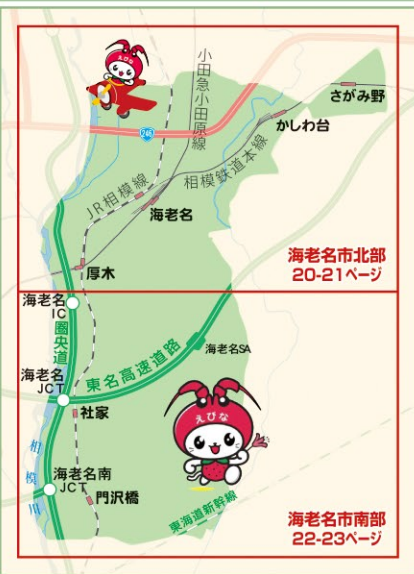 えびな
小田急小田原線
さがみ野
246
かしわ台
JR相模線
相模鉄道本線
海老名
海老名市北部
20-21ページ
厚木
海老名
IC
圏央道
東名高速道路
海老名SA
海老名
JCT
社家
えびな
相模川
海老名南
JCT
門沢橋
東海道新幹線
海老名市南部
22-23ページ